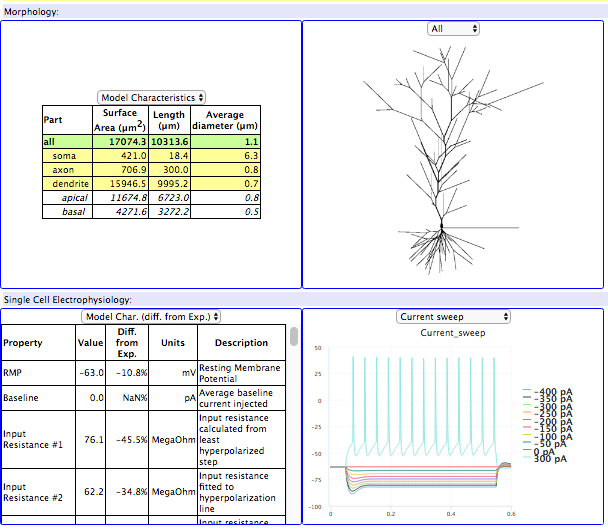 Morphology:
Model Characteristics
All
Part Surface Area (µm2) Length (µm) Average diameter (µm)
all 17074.3 10313.6 1.1
soma 421.0 18.4 6.3
axon 706.9 300.0 0.8
dendrite 15946.5 9995.2 0.7
apical 11674.8 6723.0 0.8
basal 4271.6 3272.2 0.5
Single Cell Electrophysiology:
Model Char. (diff. from Exp.)
Property Value Diff. from Exp. Units Description
RMP -63.0 -10.8% mV Resting Membrane Potential
Baseline 0.0 NaN% pA Average baseline current injected
Input Resistance #1 76.1 -45.5% MegaOhm Input resistance calculated from least hyperpolarized step
Input Resistance #2 62.2 -34.8% MegaOhm Input resistance fitted to hyperpolarization line
Input resistance
Current sweep
Current_sweep
50
25
0
-25
-50
-75
-100
0 0.2 0.4 0.6
-400 pA
-350 pA
-300 pA
-250 pA
-200 pA
-150 pA
-100 pA
-50 pA
0 pA
300 pA